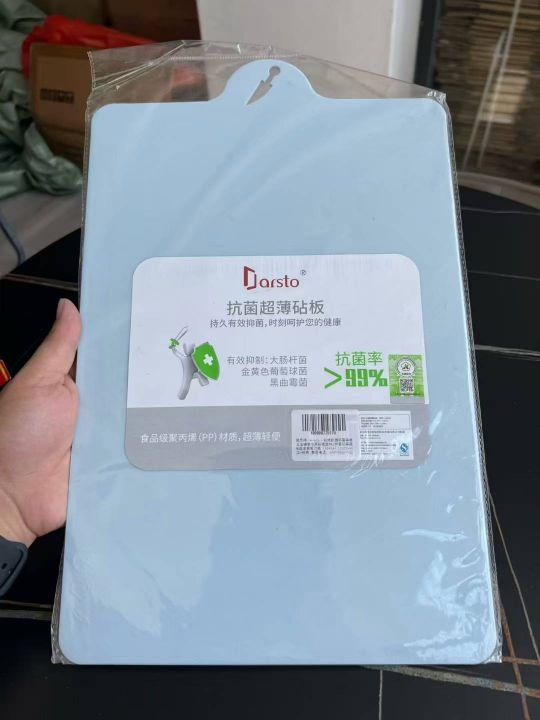 Darsto®
抗菌超薄砧板
持久有效抑菌，时刻呵护您的健康
有效抑制：大肠杆菌
金黄色葡萄球菌
黑曲霉菌
抗菌率
>99%
食品级聚丙烯（PP）材质，超薄轻便